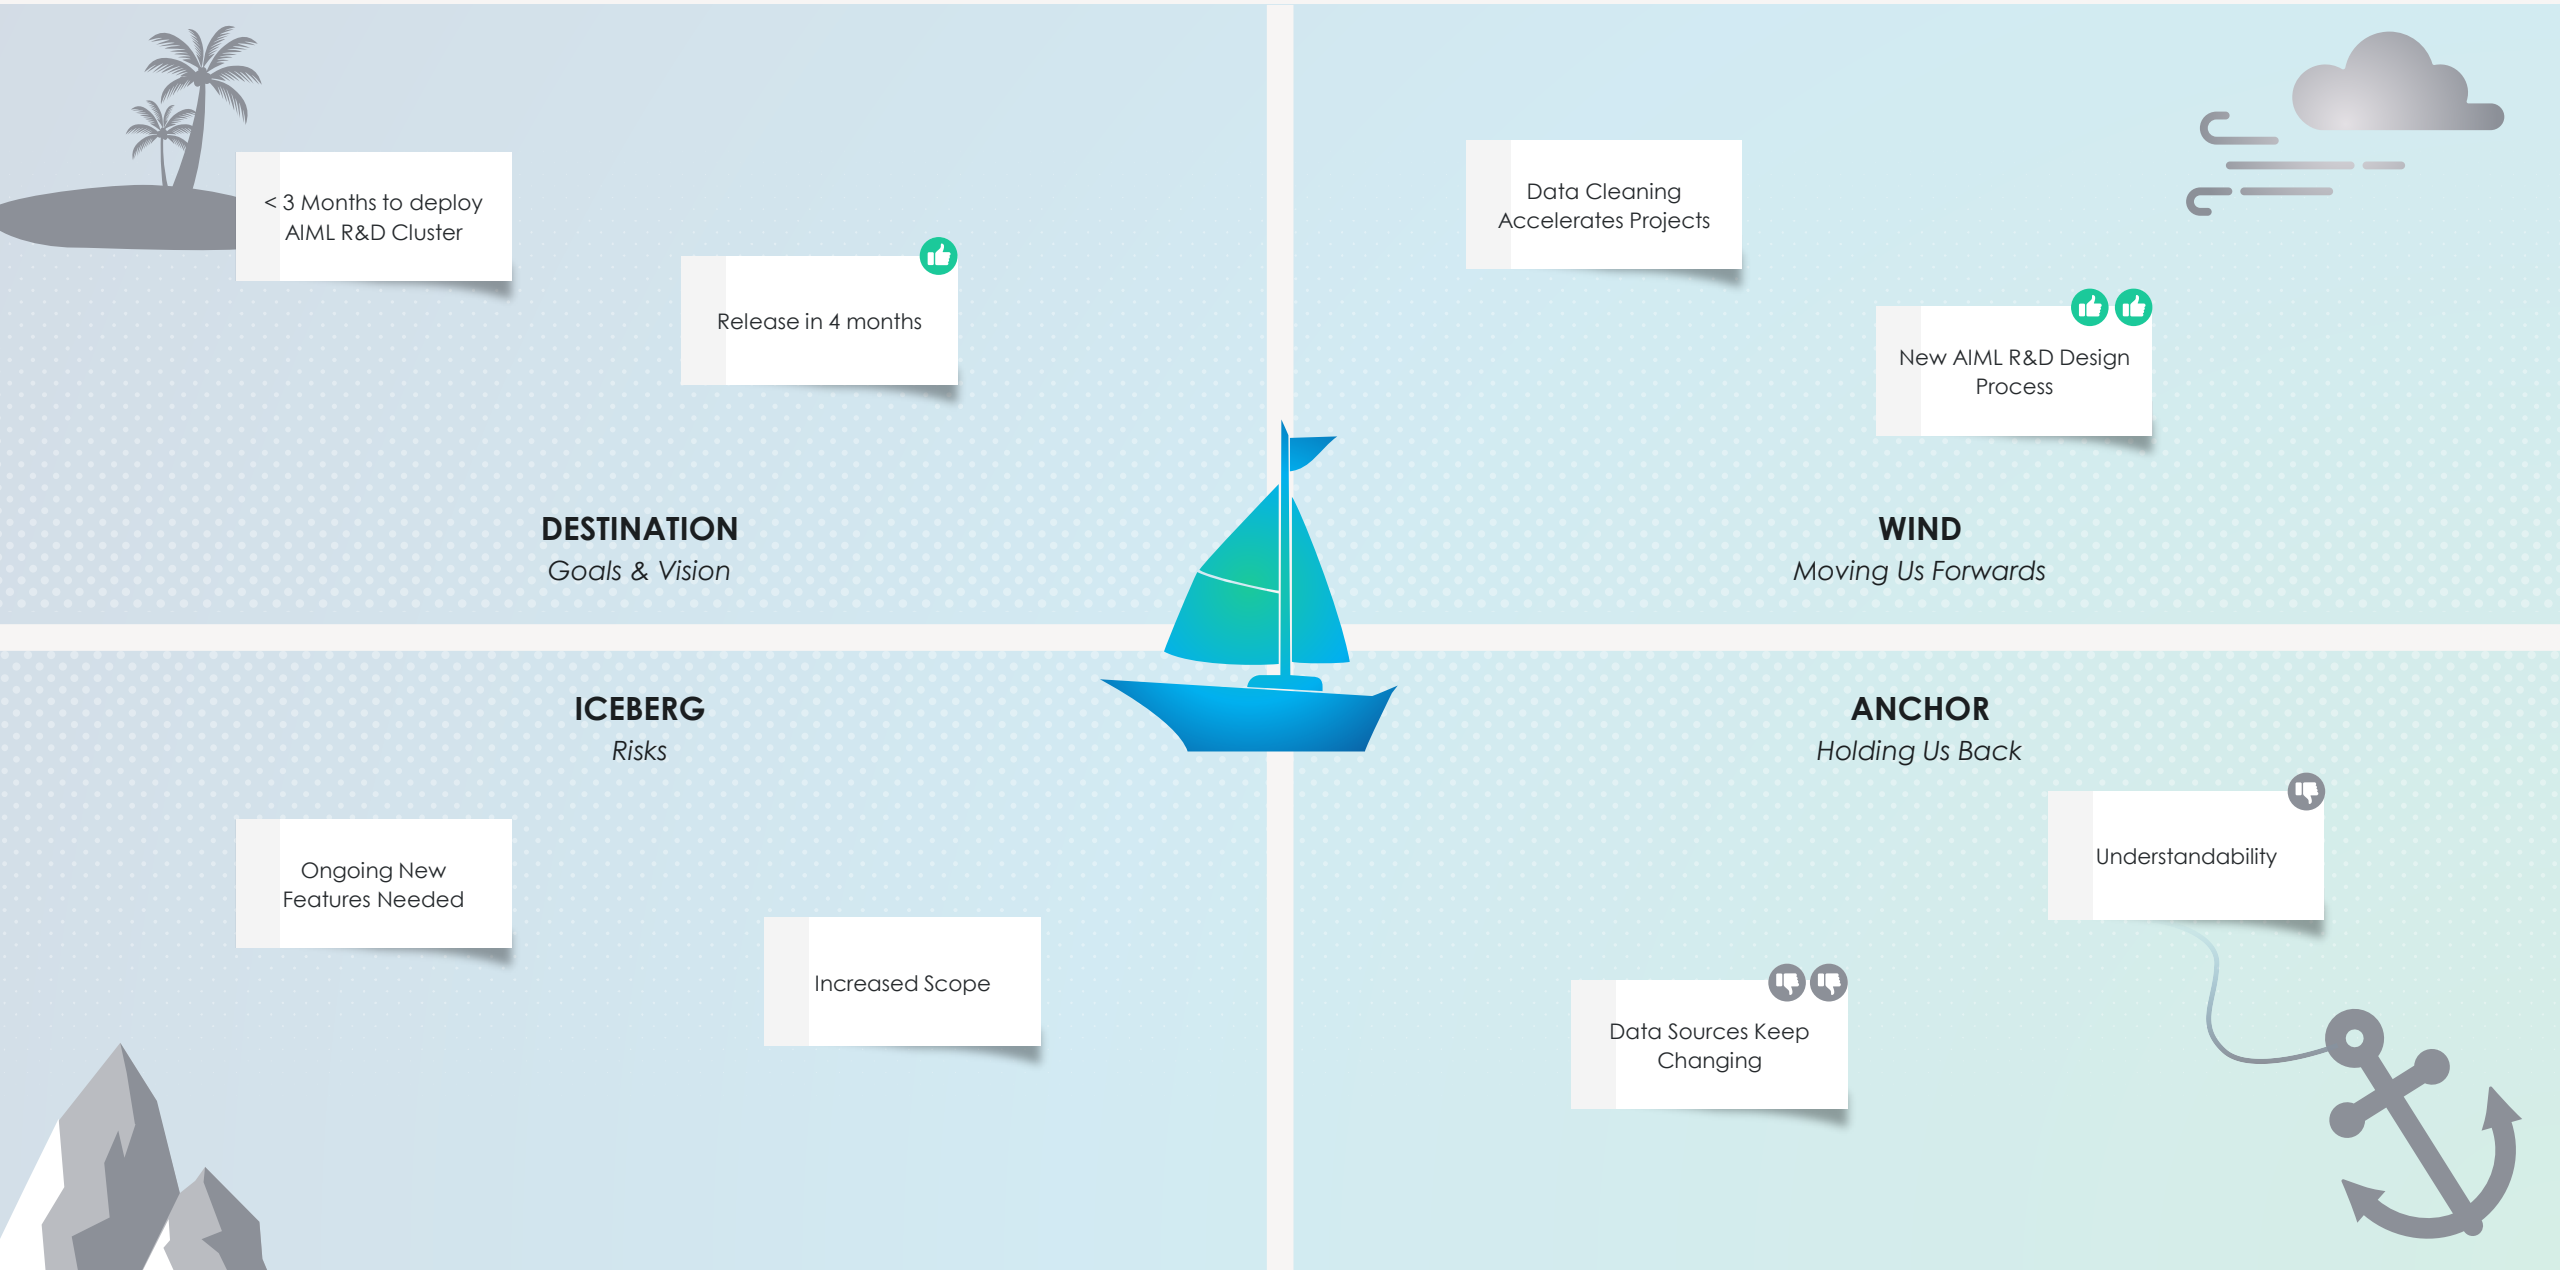 < 3 Months to deploy
AIML R&D Cluster
Release in 4 months
DESTINATION
Goals & Vision
Data Cleaning
Accelerates Projects
New AIML R&D Design
Process
WIND
Moving Us Forwards
ICEBERG
Risks
Ongoing New
Features Needed
Increased Scope
ANCHOR
Holding Us Back
Understandability
Data Sources Keep
Changing